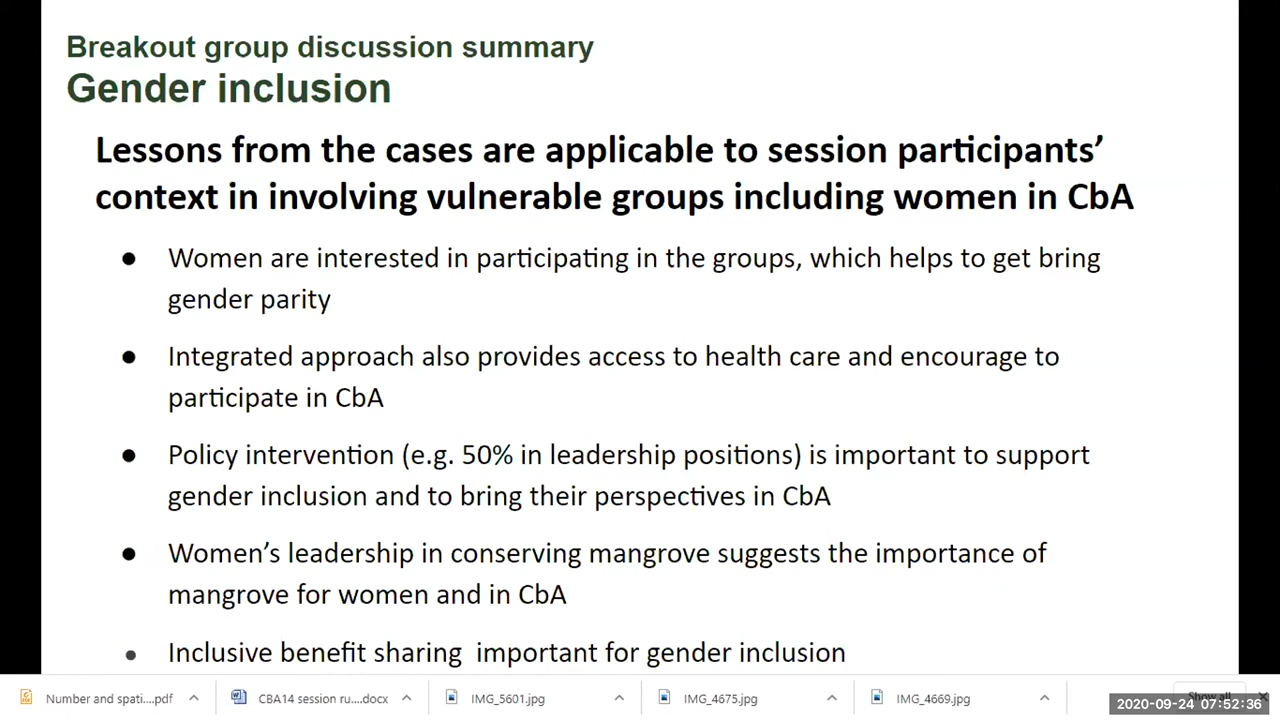 Breakout group discussion summary
Gender inclusion
Lessons from the cases are applicable to session participants’
context in involving vulnerable groups including women in CbA
● Women are interested in participating in the groups, which helps to get bring
gender parity
● Integrated approach also provides access to health care and encourage to
participate in CbA
● Policy intervention (e.g. 50% in leadership positions) is important to support
gender inclusion and to bring their perspectives in CbA
● Women’s leadership in conserving mangrove suggests the importance of
mangrove for women and in CbA
● Inclusive benefit sharing  important for gender inclusion
Number and spati....pdf
CBA14 session ru....docx
IMG_5601.jpg
IMG_4675.jpg
IMG_4669.jpg
Show all
2020-09-24 07:52:36